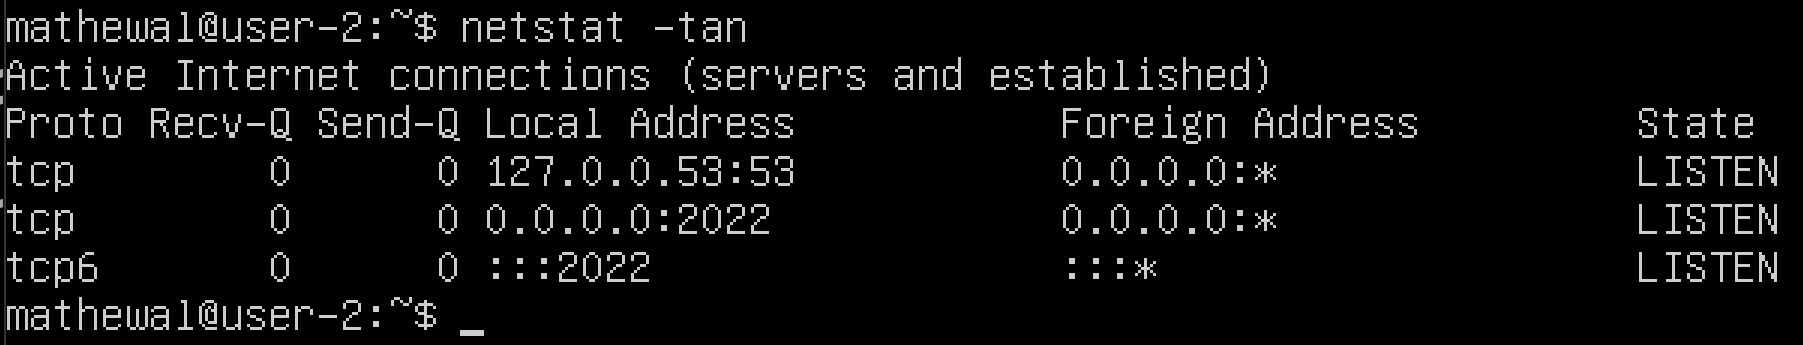 mathewal@user-2:~$ netstat -tan
Active Internet connections (servers and established)
Proto Recv-Q Send-Q Local Address           Foreign Address         State
tcp        0      0 127.0.0.53:53           0.0.0.0:*               LISTEN
tcp        0      0 0.0.0.0:2022            0.0.0.0:*               LISTEN
tcp6       0      0 :::2022                 :::*                    LISTEN
mathewal@user-2:~$ _